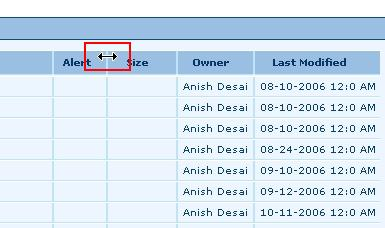 Alert Size Owner Last Modified
Anish Desai 08-10-2006 12:0 AM
Anish Desai 08-10-2006 12:0 AM
Anish Desai 08-10-2006 12:0 AM
Anish Desai 08-24-2006 12:0 AM
Anish Desai 09-10-2006 12:0 AM
Anish Desai 09-12-2006 12:0 AM
Anish Desai 10-11-2006 12:0 AM